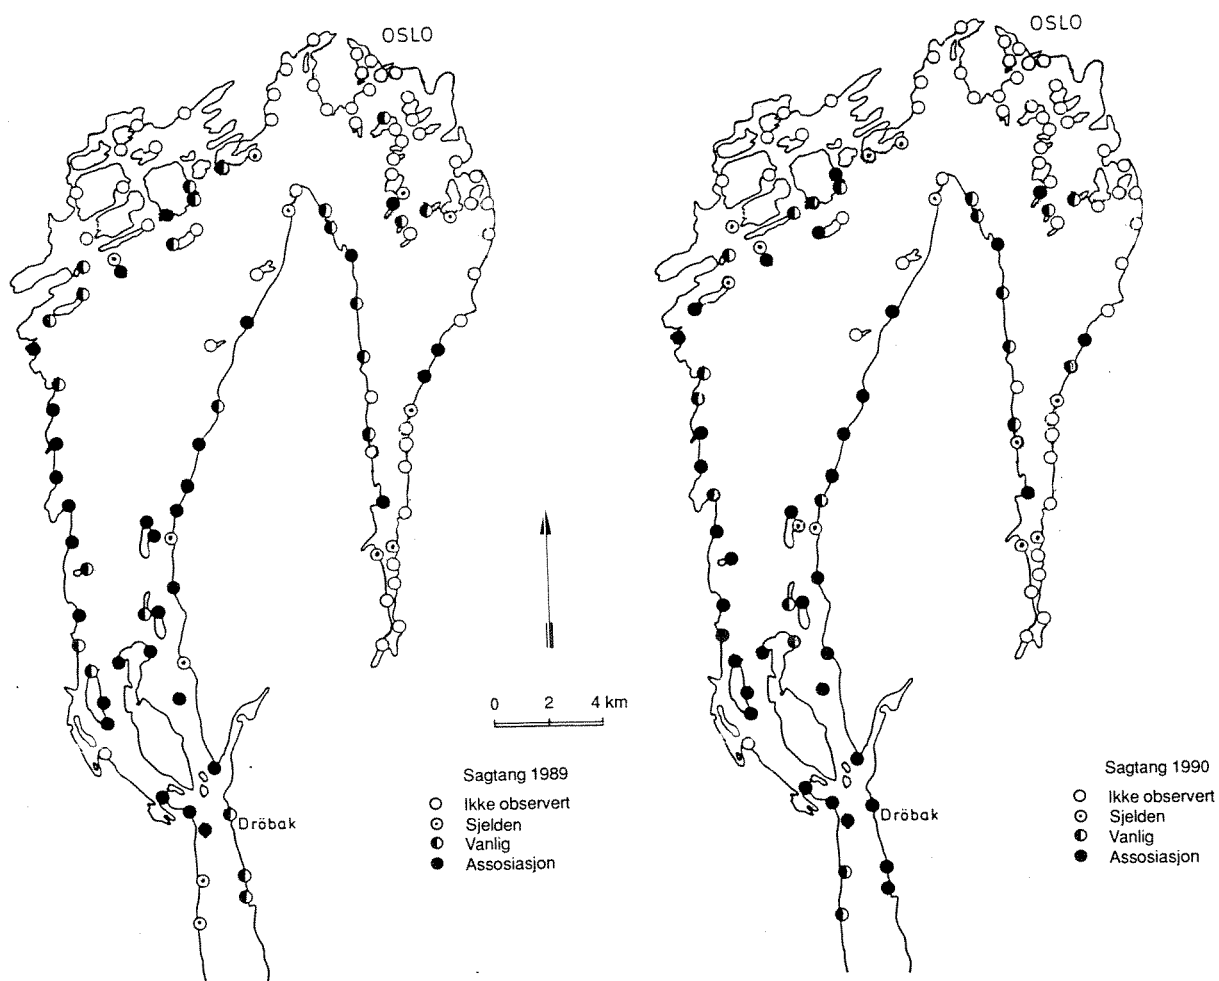 OSLO
0 2 4 km
Sagtang 1989
Ikke observert
Sjelden
Vanlig
Assosiasjon
Dröbak
OSLO
Sagtang 1990
Ikke observert
Sjelden
Vanlig
Assosiasjon
Dröbak